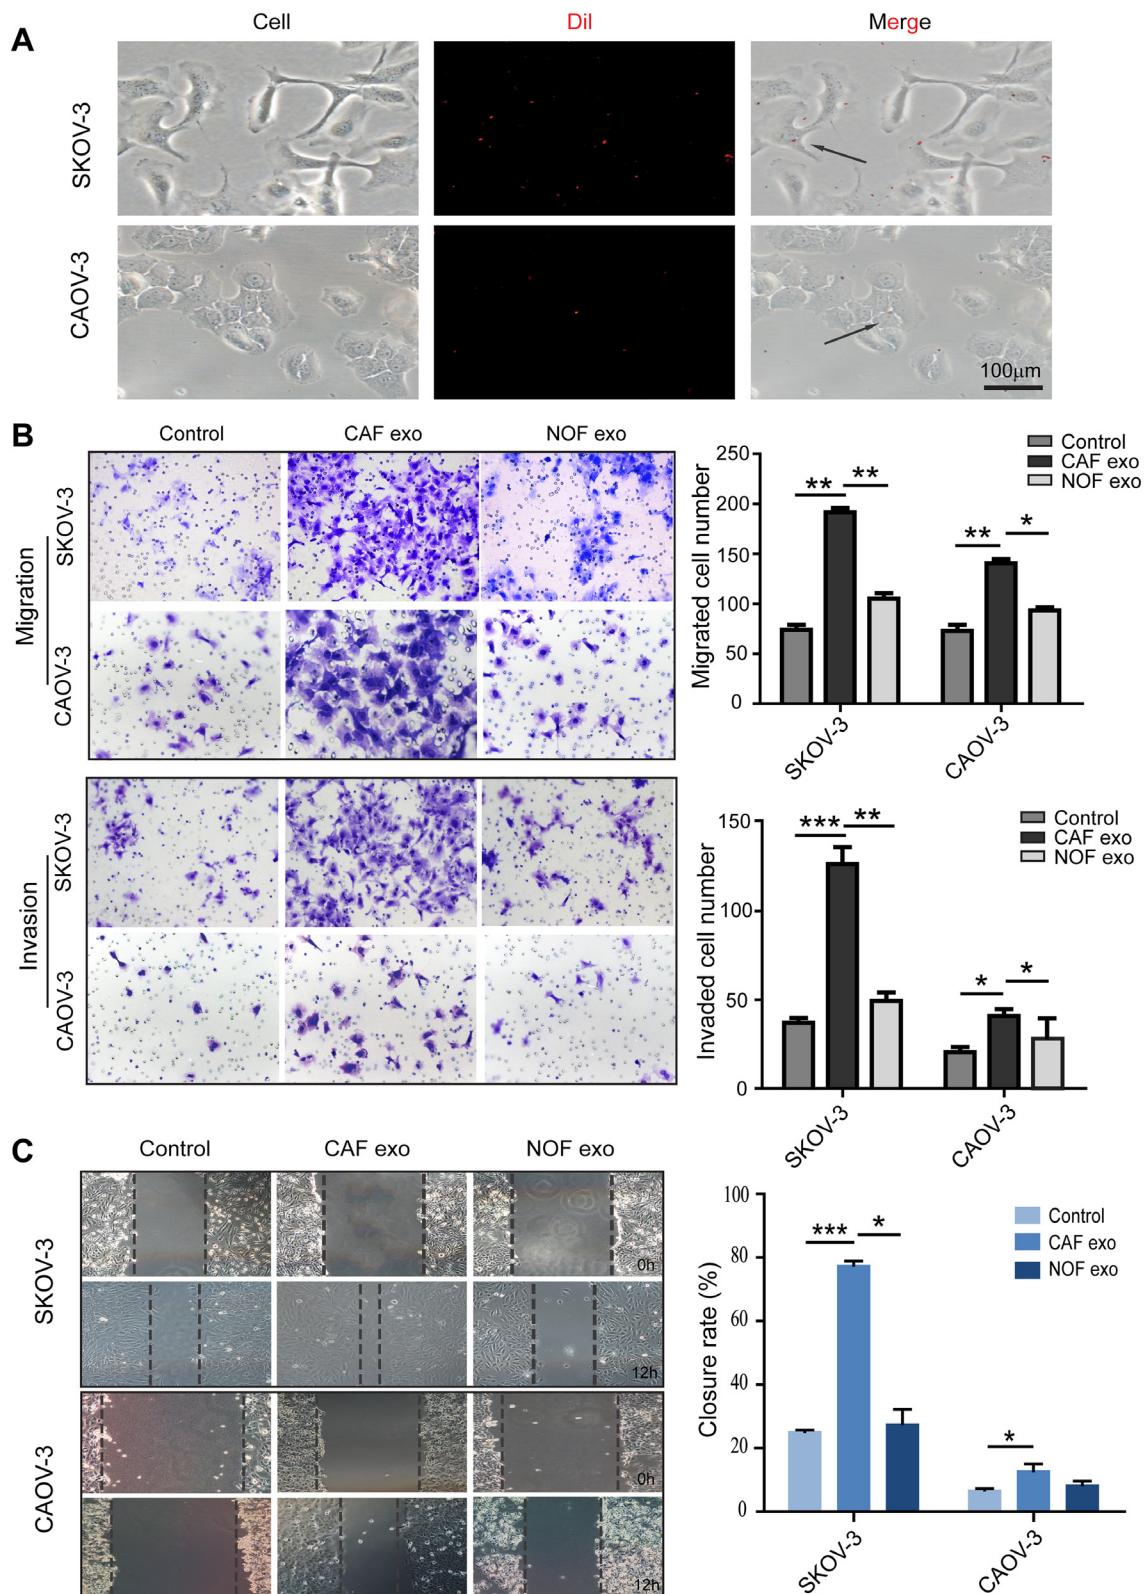 A
Cell
DiI
Merge
SKOV-3
CAOV-3
100μm
B
Control
CAF exo
NOF exo
Migration
SKOV-3
CAOV-3
Invasion
SKOV-3
CAOV-3
Migrated cell number
250
200
150
100
50
0
** **
** *
Control
CAF exo
NOF exo
SKOV-3
CAOV-3
Invaded cell number
150
100
50
0
*** **
* *
Control
CAF exo
NOF exo
SKOV-3
CAOV-3
C
Control
CAF exo
NOF exo
SKOV-3
0h
12h
CAOV-3
0h
12h
Closure rate (%)
100
80
60
40
20
0
*** *
*
Control
CAF exo
NOF exo
SKOV-3
CAOV-3